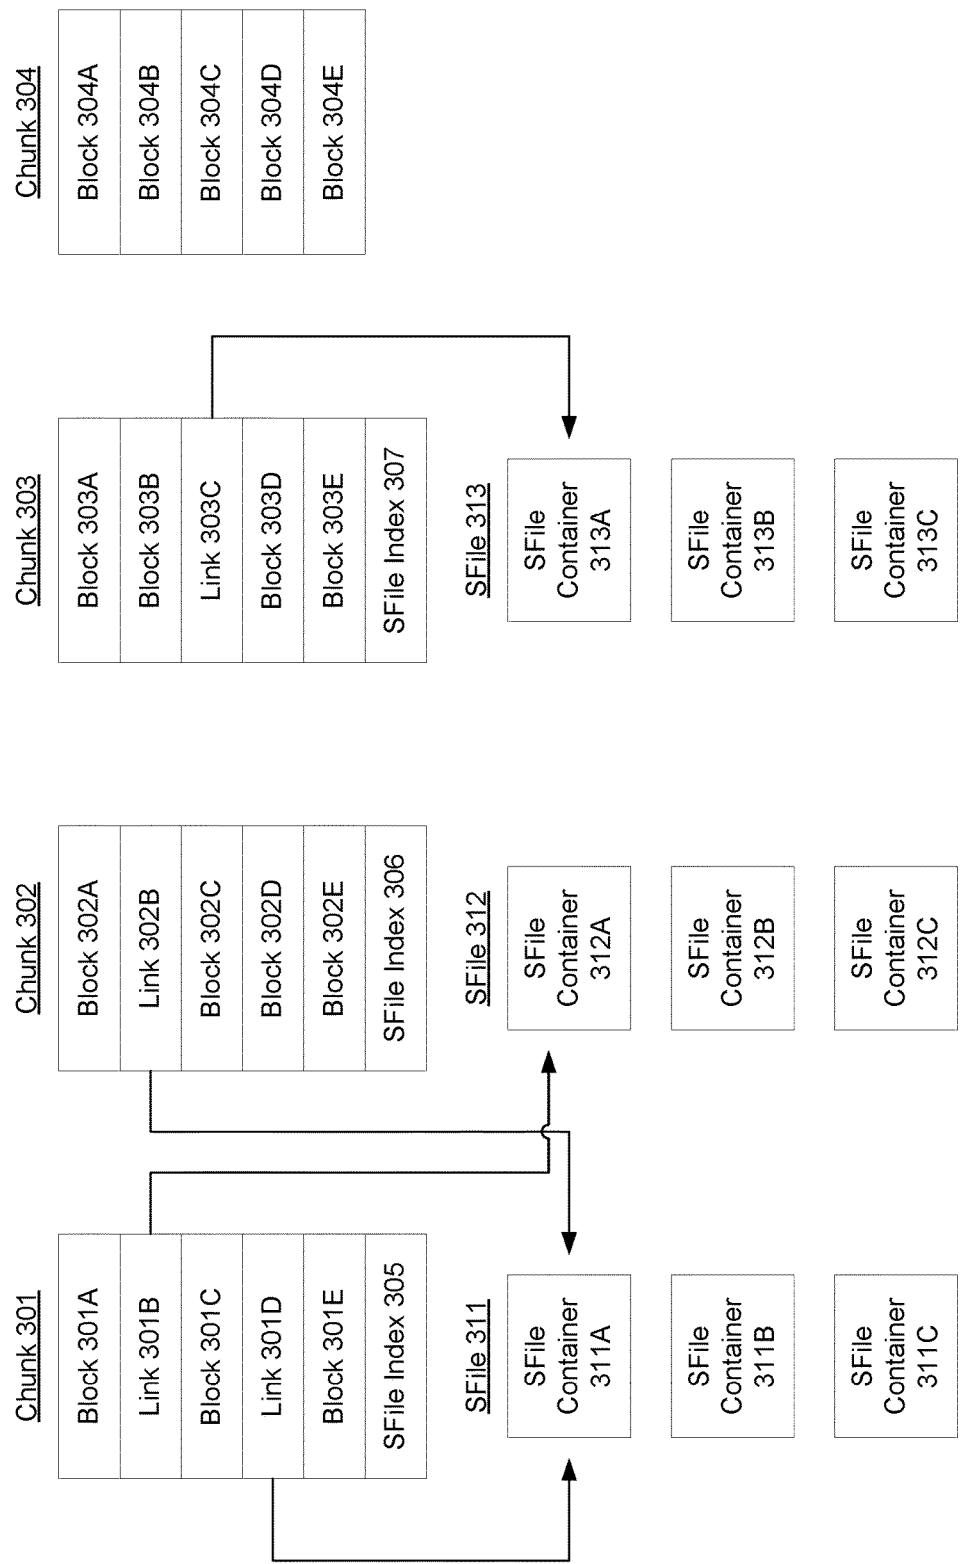 Chunk 301
Block 301A
Link 301B
Block 301C
Link 301D
Block 301E
SFile Index 305
Chunk 302
Block 302A
Link 302B
Block 302C
Block 302D
Block 302E
SFile Index 306
Chunk 303
Block 303A
Block 303B
Link 303C
Block 303D
Block 303E
SFile Index 307
Chunk 304
Block 304A
Block 304B
Block 304C
Block 304D
Block 304E
SFile 311
SFile
Container
311A
SFile
Container
311B
SFile
Container
311C
SFile 312
SFile
Container
312A
SFile
Container
312B
SFile
Container
312C
SFile 313
SFile
Container
313A
SFile
Container
313B
SFile
Container
313C